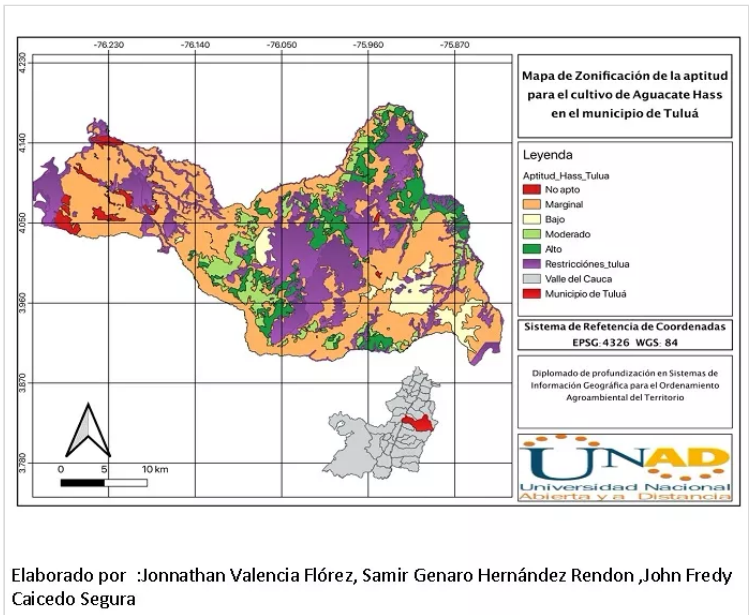 -76.230 -76.140 -76.050 -75.960 -75.870
4.230
4.140
4.050
3.960
3.870
3.780
Mapa de Zonificación de la aptitud
para el cultivo de Aguacate Hass
en el municipio de Tuluá
Leyenda
Aptitud_Hass_Tulua
No apto
Marginal
Bajo
Moderado
Alto
Restricciónes_tulua
Valle del Cauca
Municipio de Tuluá
Sistema de Refetencia de Coordenadas
EPSG: 4326 WGS: 84
Diplomado de profundización en Sistemas de
Información Geográfica para el Ordenamiento
Agroambiental del Territorio
0 5 10 km
UNAD
Universidad Nacional
Abierta y a Distancia
Elaborado por :Jonnathan Valencia Flórez, Samir Genaro Hernández Rendon ,John Fredy
Caicedo Segura